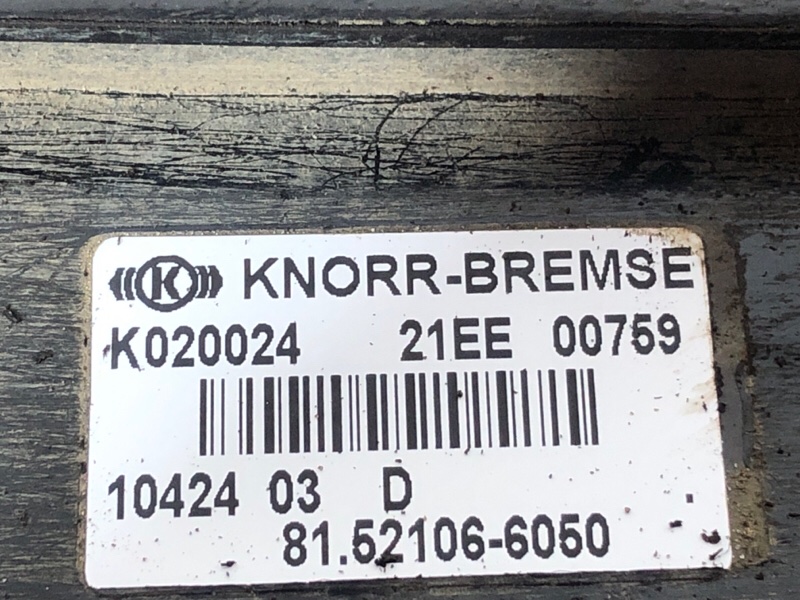 K KNORR-BREMSE
K020024 21EE 00759
10424 03 D
81.52106-6050